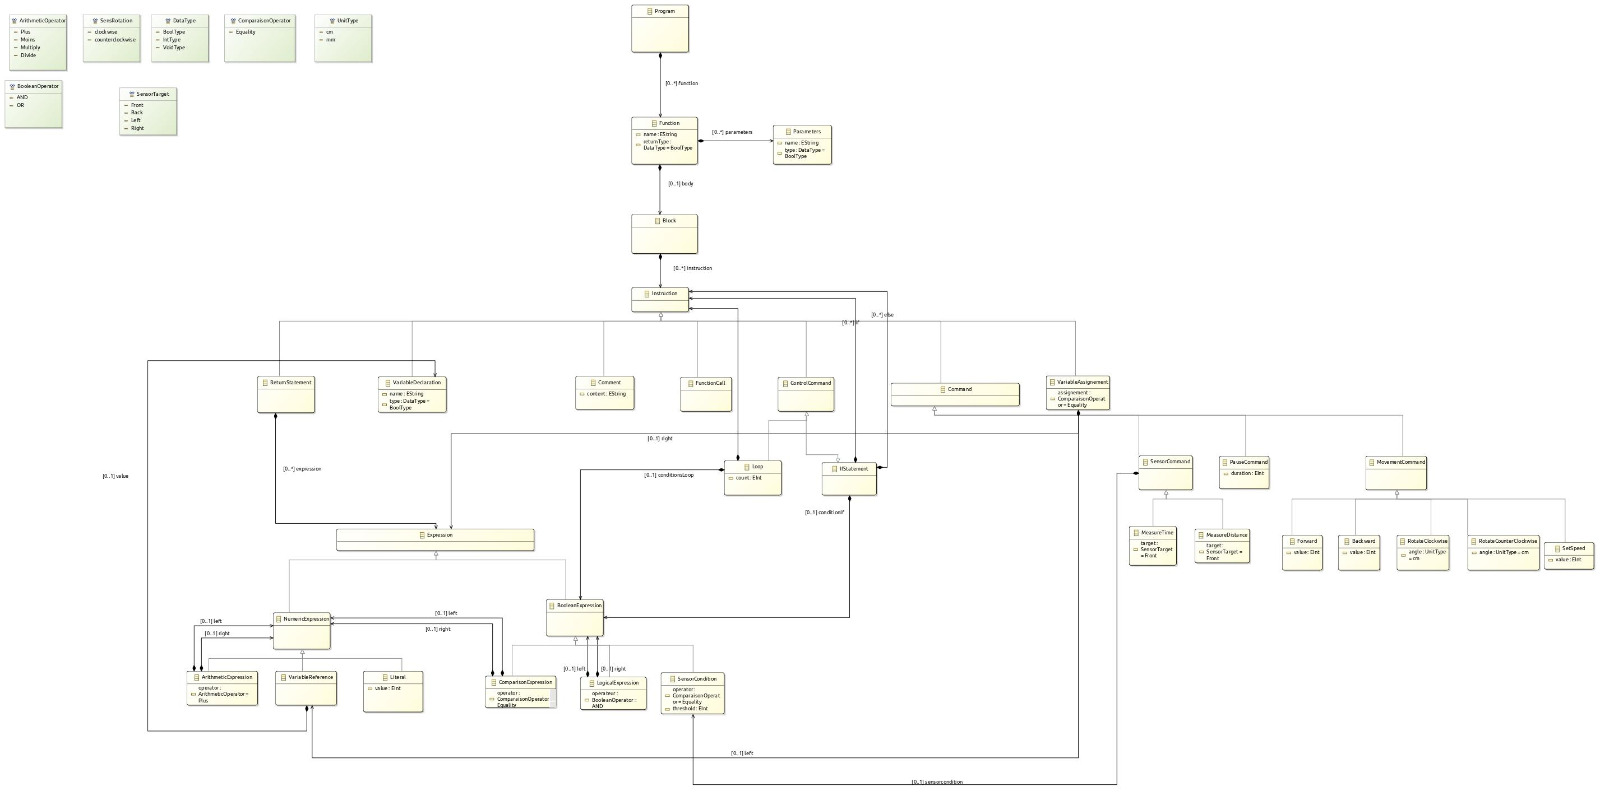 ArithmeticOperator
Plus
Moins
Multiply
Divide
SensRotation
clockwise
counterclockwise
DataType
BoolType
IntType
VoidType
ComparaisonOperator
Equality
UnitType
cm
mm
BooleanOperator
AND
OR
SensorTarget
Front
Back
Left
Right
Program
[0..*] function
Function
name : EString
returnType :
DataType = BoolType
[0..*] parameters
Parameters
name : EString
type : DataType =
BoolType
[0..1] body
Block
[0..*] instruction
Instruction
[0..*] else
[0..*] if
ReturnStatement
VariableDeclaration
name : EString
type : DataType =
BoolType
Comment
content : EString
FunctionCall
ControlCommand
Command
VariableAssignement
assignement :
ComparaisonOperat
or = Equality
[0..1] right
[0..*] expression
[0..1] value
[0..1] conditionsLoop
Loop
count : EInt
IfStatement
[0..1] conditionIf
SensorCommand
PauseCommand
duration : EInt
MovementCommand
MeasureTime
target :
SensorTarget
= Front
MeasureDistance
target :
SensorTarget =
Front
Forward
value : EInt
Backward
value : EInt
RotateClockwise
angle : UnitType
= cm
RotateCounterClockwise
angle : UnitType = cm
SetSpeed
value : EInt
Expression
NumericExpression
BooleanExpression
[0..1] left
[0..1] right
[0..1] left
[0..1] right
[0..1] left
[0..1] right
ArithmeticExpression
operator :
ArithmeticOperator =
Plus
VariableReference
Literal
value : EInt
ComparisonExpression
operator :
ComparaisonOperator
Equality
LogicalExpression
operateur :
BooleanOperator :
AND
SensorCondition
operator :
ComparaisonOperat
or = Equality
threshold : EInt
[0..1] left
[0..1] sensorcondition